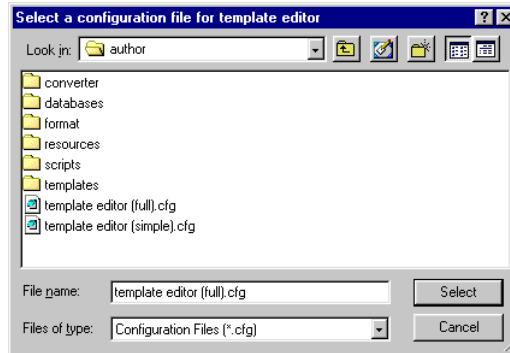 Select a configuration file for template editor
Look in: author
converter
databases
format
resources
scripts
templates
template editor (full).cfg
template editor (simple).cfg
File name: template editor (full).cfg Select
Files of type: Configuration Files (*.cfg) Cancel